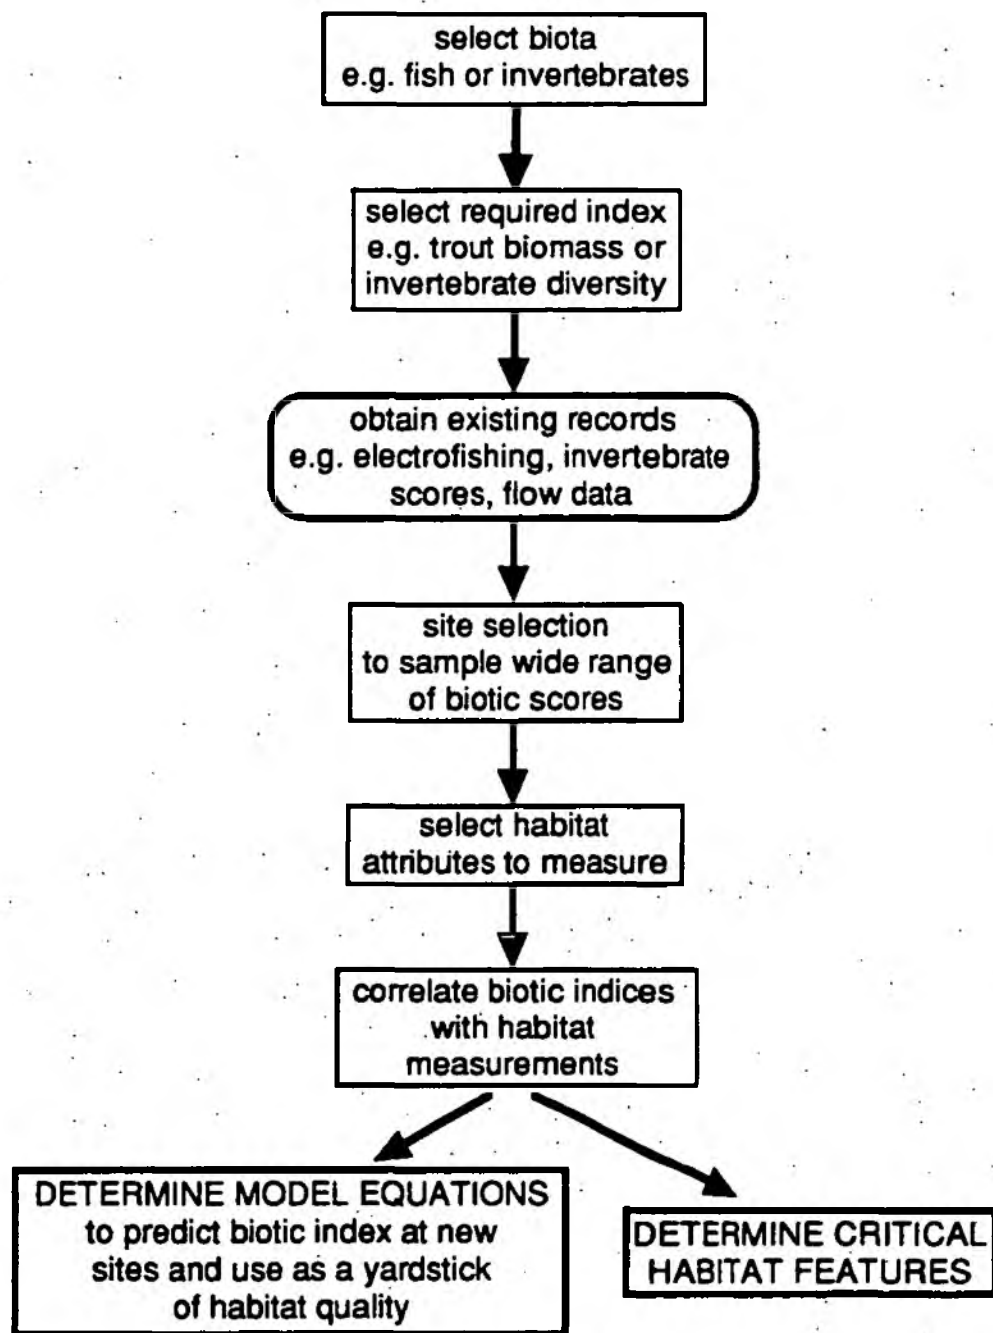 select biota
e.g. fish or invertebrates
select required index
e.g. trout biomass or
invertebrate diversity
obtain existing records
e.g. electrofishing, invertebrate
scores, flow data
site selection
to sample wide range
of biotic scores
select habitat
attributes to measure
correlate biotic indices
with habitat
measurements
DETERMINE MODEL EQUATIONS
to predict biotic index at new
sites and use as a yardstick
of habitat quality
DETERMINE CRITICAL
HABITAT FEATURES